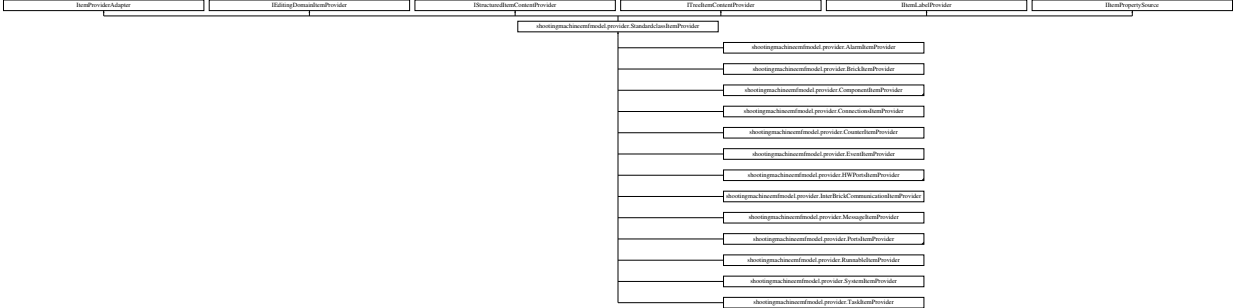 ItemProviderAdapter
IEditingDomainItemProvider
IStructuredItemContentProvider
ITreeItemContentProvider
IItemLabelProvider
IItemPropertySource
shootingmachineemfmodel.provider.StandardclassItemProvider
shootingmachineemfmodel.provider.AlarmItemProvider
shootingmachineemfmodel.provider.BrickItemProvider
shootingmachineemfmodel.provider.ComponentItemProvider
shootingmachineemfmodel.provider.ConnectionsItemProvider
shootingmachineemfmodel.provider.CounterItemProvider
shootingmachineemfmodel.provider.EventItemProvider
shootingmachineemfmodel.provider.HWPortsItemProvider
shootingmachineemfmodel.provider.InterBrickCommunicationItemProvider
shootingmachineemfmodel.provider.MessageItemProvider
shootingmachineemfmodel.provider.PortsItemProvider
shootingmachineemfmodel.provider.RunnableItemProvider
shootingmachineemfmodel.provider.SystemItemProvider
shootingmachineemfmodel.provider.TaskItemProvider